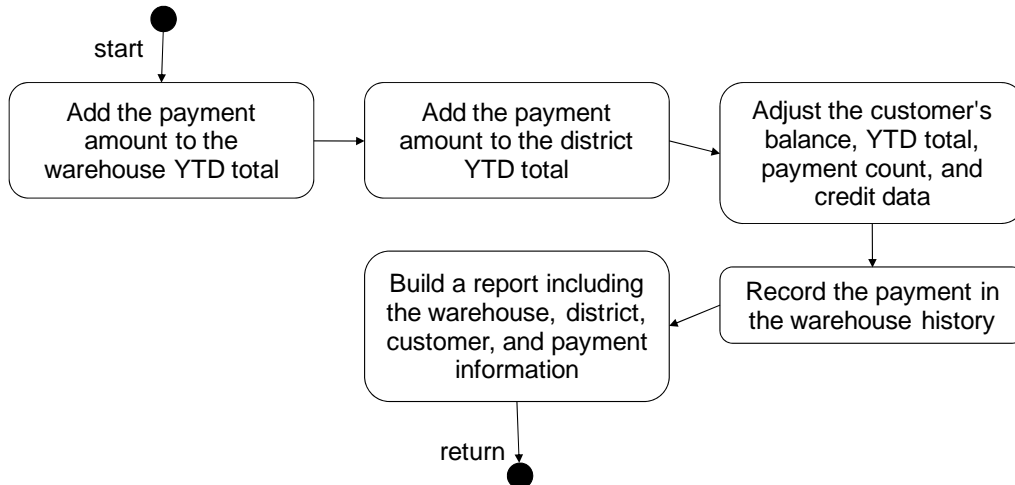 start
Add the payment
amount to the
warehouse YTD total
Add the payment
amount to the district
YTD total
Adjust the customer's
balance, YTD total,
payment count, and
credit data
Record the payment in
the warehouse history
Build a report including
the warehouse, district,
customer, and payment
information
return